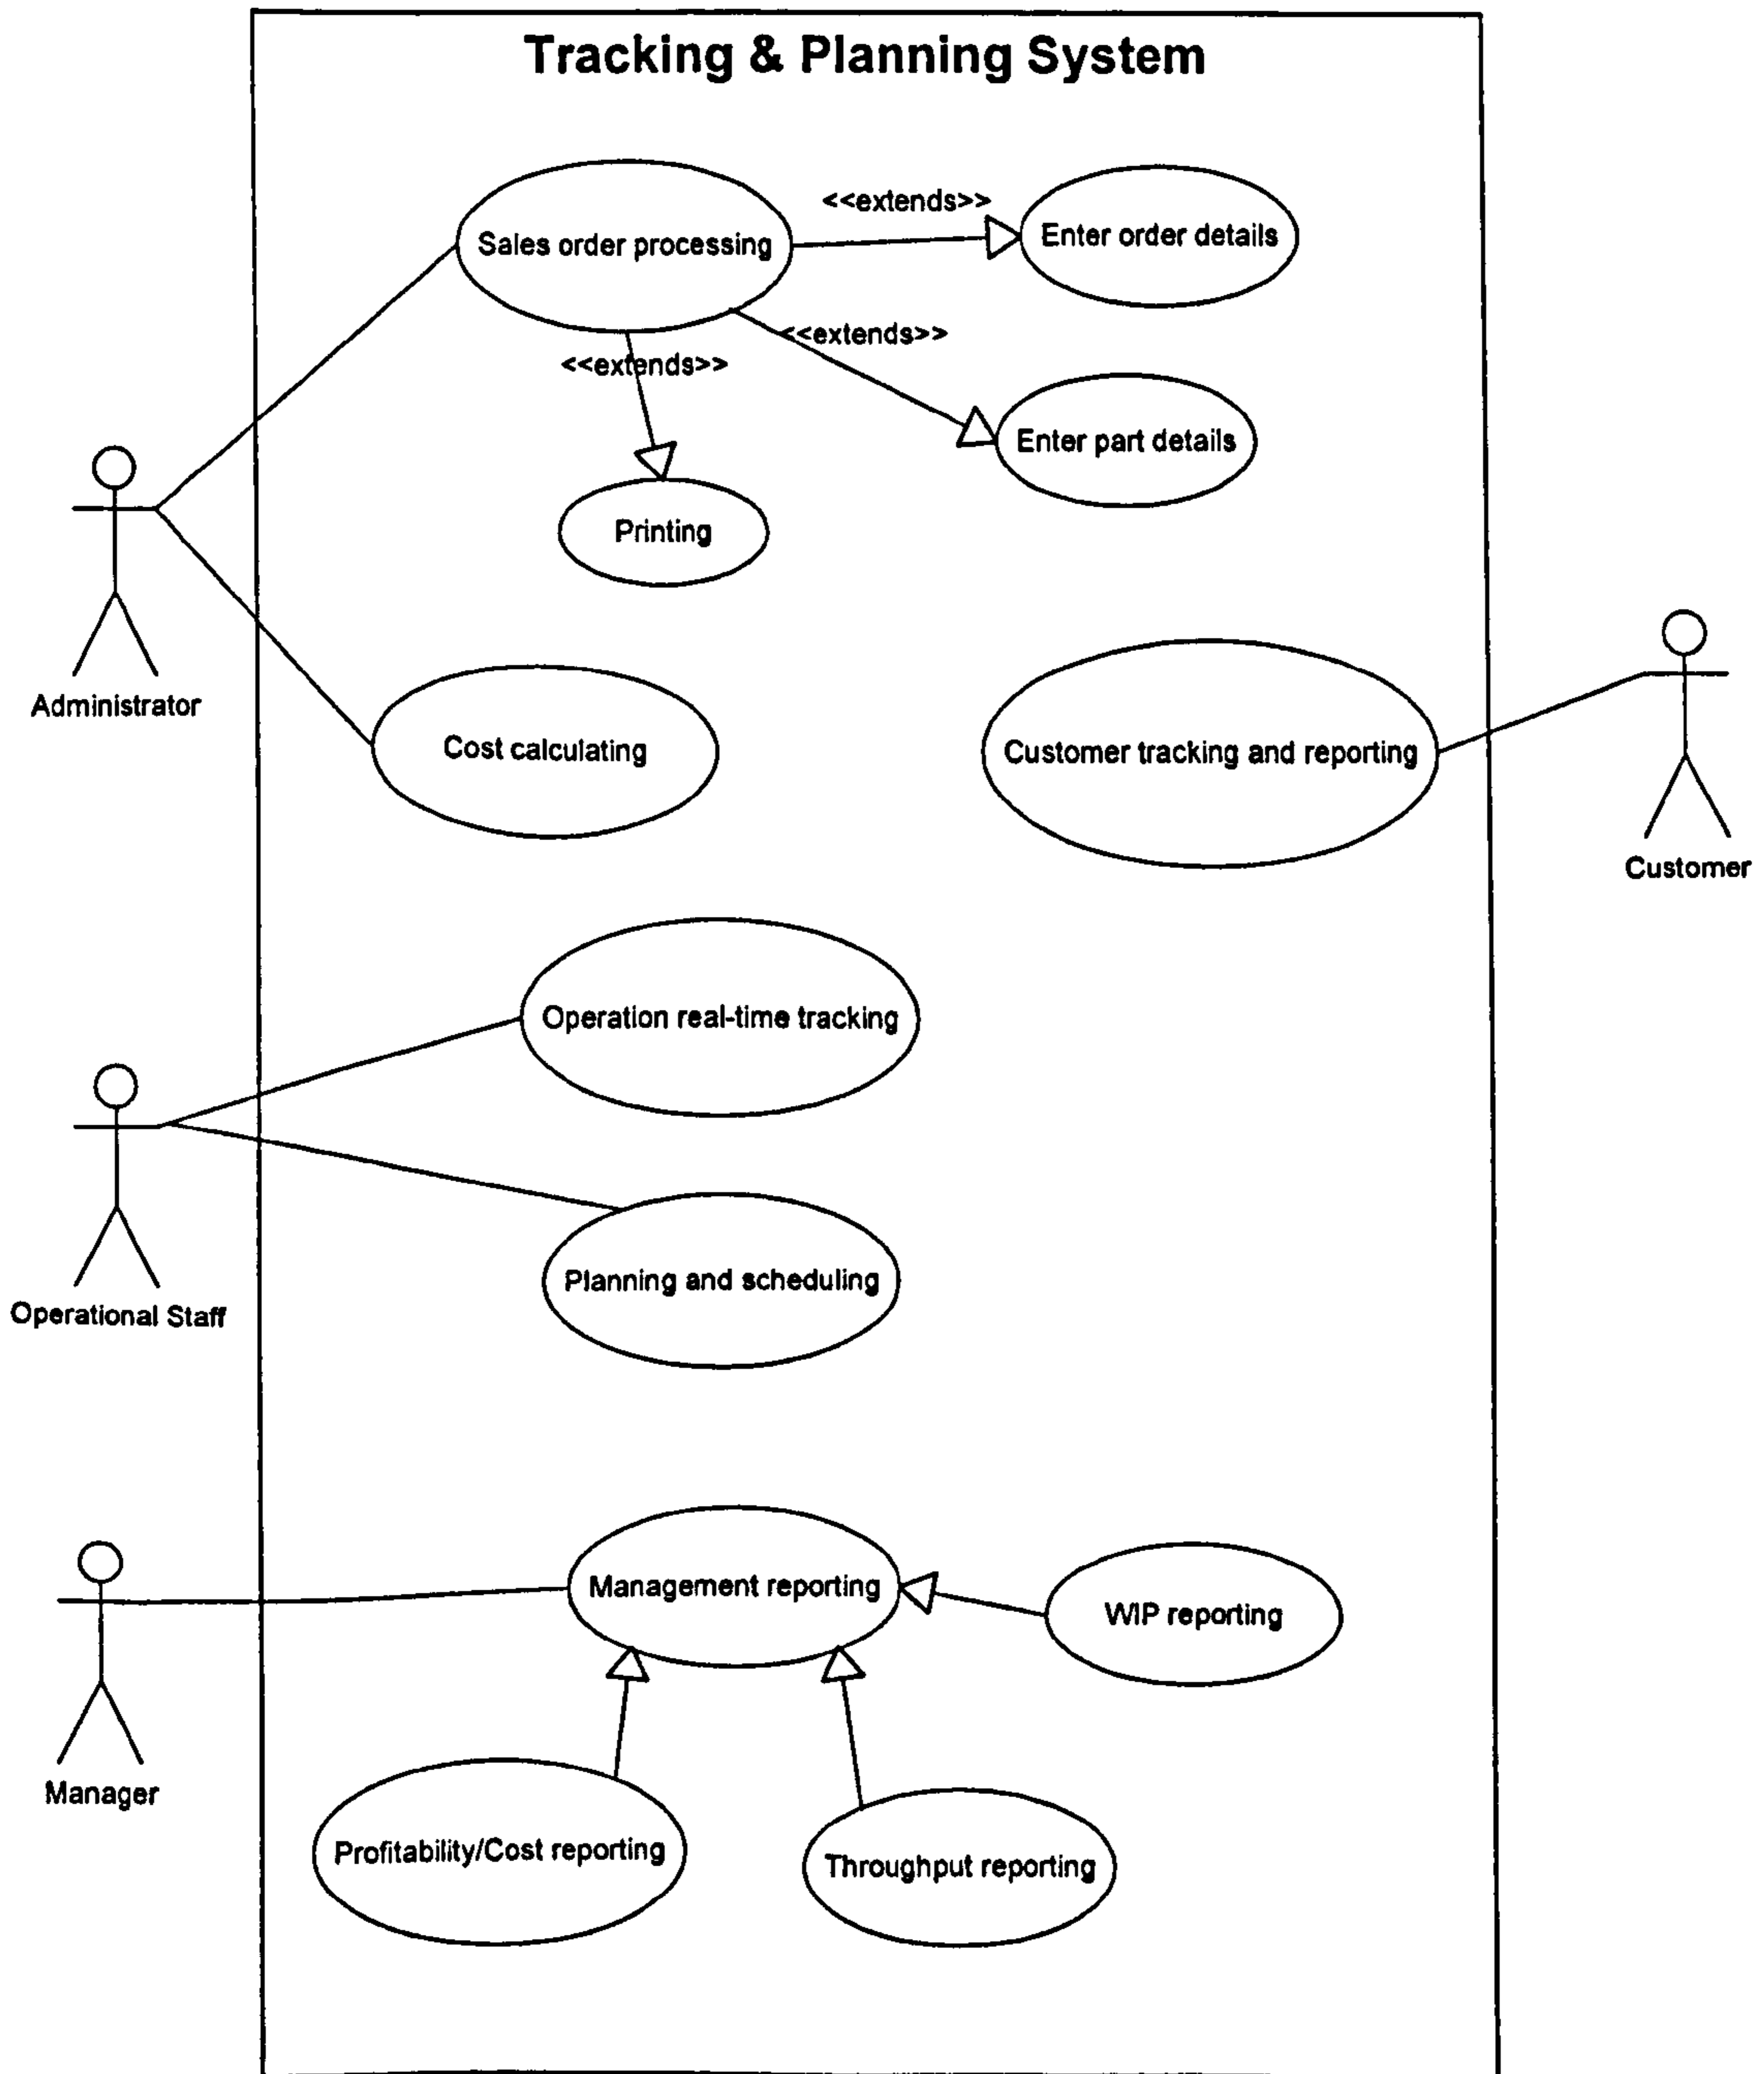 Tracking & Planning System
<<extends>>
Sales order processing
Enter order details
<<extends>>
<<extends>>
Enter part details
Printing
Administrator
Cost calculating
Customer tracking and reporting
Customer
Operation real-time tracking
Planning and scheduling
Operational Staff
Management reporting
WIP reporting
Manager
Profitability/Cost reporting
Throughput reporting